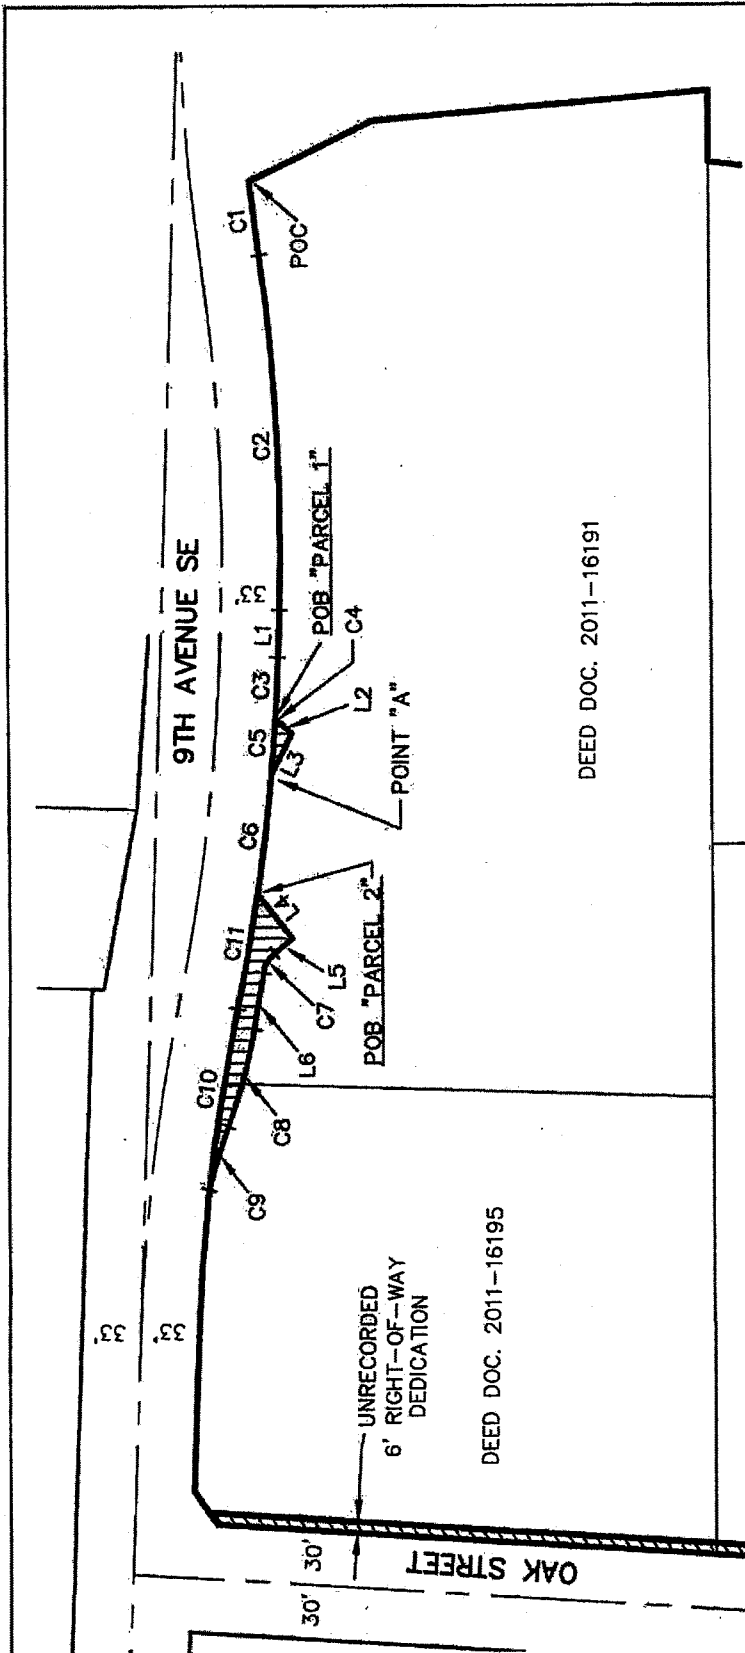 9TH AVENUE SE
C1
POC
C2
33'
L1
POB "PARCEL 1"
C4
C3
L2
C5
L3
POINT "A"
C6
POB "PARCEL 2"
C11
L5
C7
L6
C10
C8
C9
33'
33'
DEED DOC. 2011-16191
UNRECORDED
6' RIGHT-OF-WAY
DEDICATION
DEED DOC. 2011-16195
30'
30'
OAK STREET